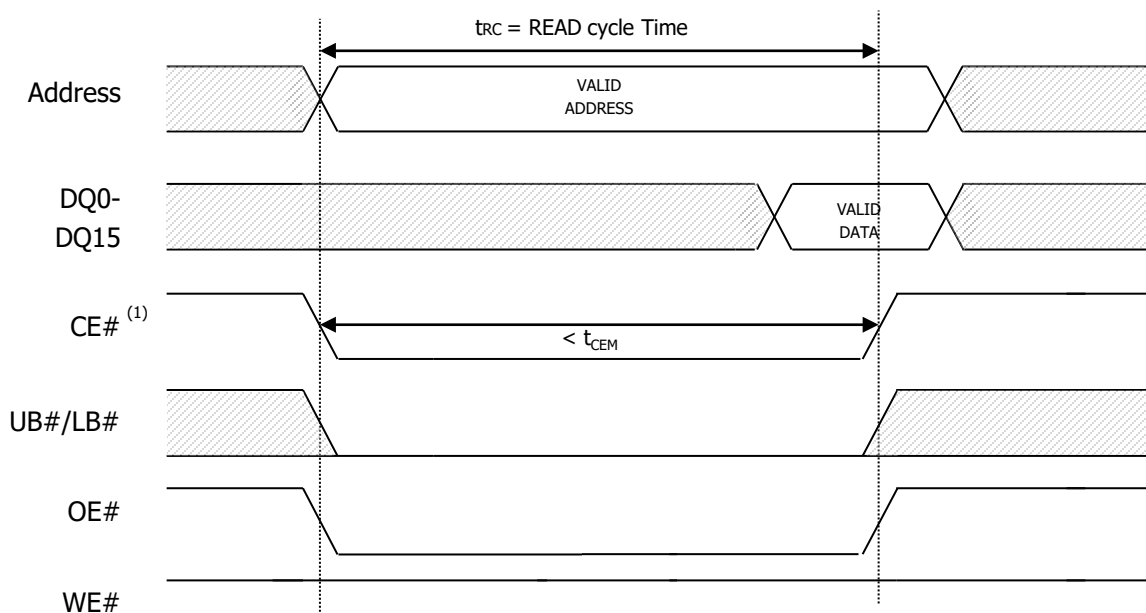 tRC = READ cycle Time
Address
VALID
ADDRESS
DQ0-
DQ15
VALID
DATA
CE# (1)
< tCEM
UB#/LB#
OE#
WE#